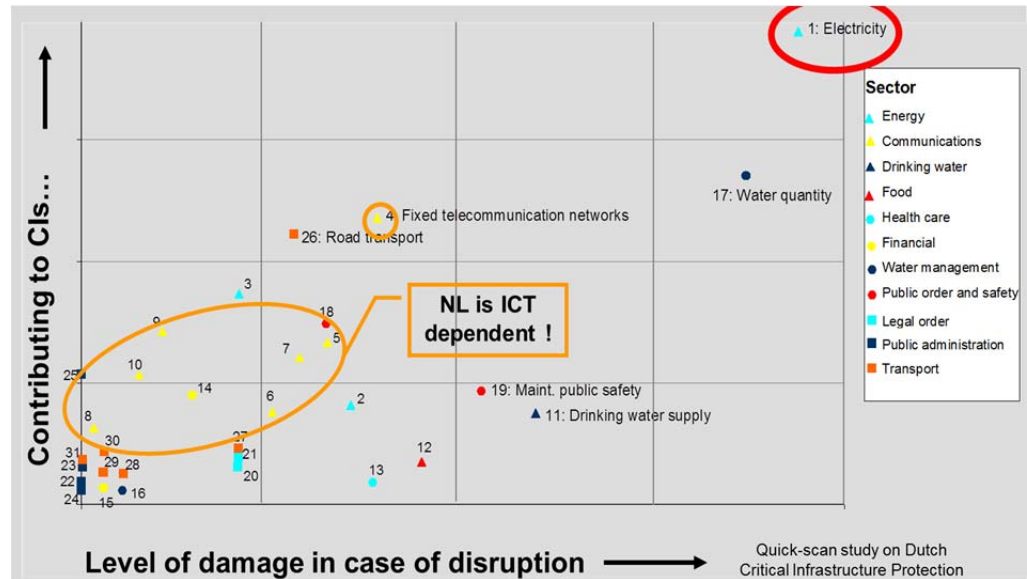 Contributing to CIs...
1: Electricity
17: Water quantity
4: Fixed telecommunication networks
26: Road transport
3
NL is ICT
dependent !
18
5
9
7
10
25
14
6
2
19: Maint. public safety
11: Drinking water supply
8
30
27
31
21
12
23
29
28
20
13
22
24
15
16
Sector
Energy
Communications
Drinking water
Food
Health care
Financial
Water management
Public order and safety
Legal order
Public administration
Transport
Level of damage in case of disruption
Quick-scan study on Dutch
Critical Infrastructure Protection